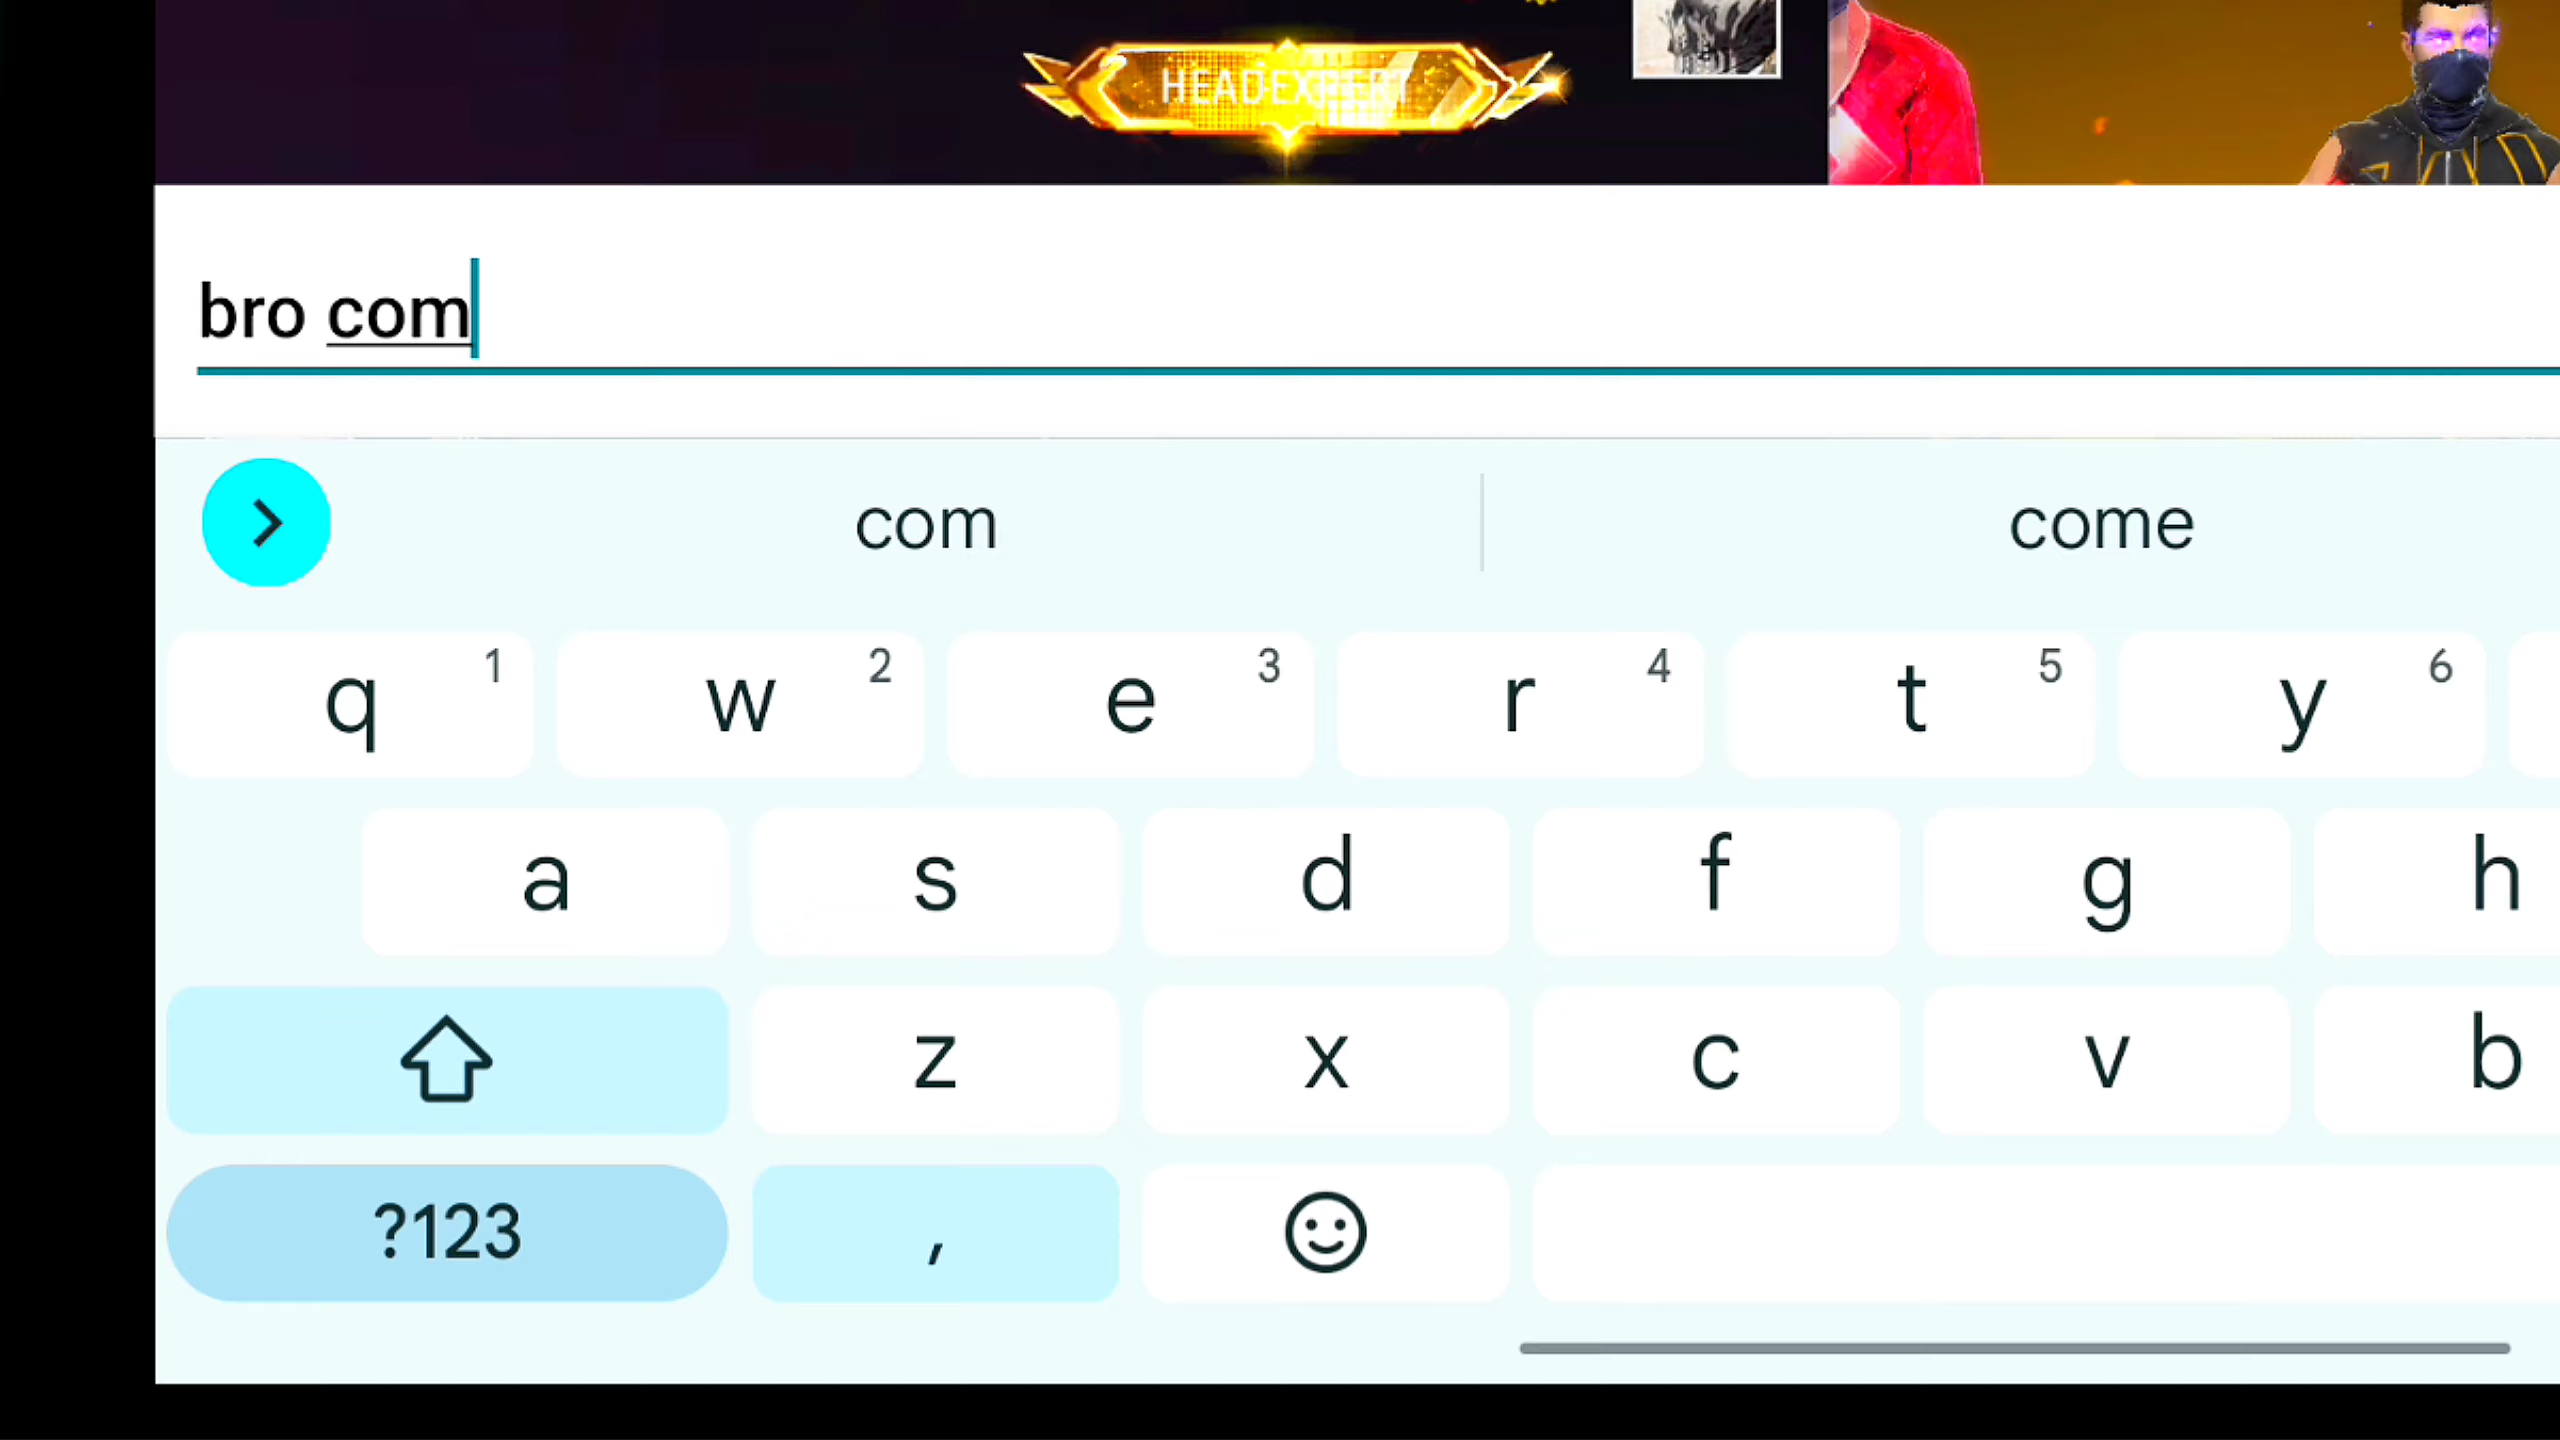 HEADEXPERT
bro com
com come
q 1 w 2 e 3 r 4 t 5 y 6
a s d f g h
z x c v b
?123 ,